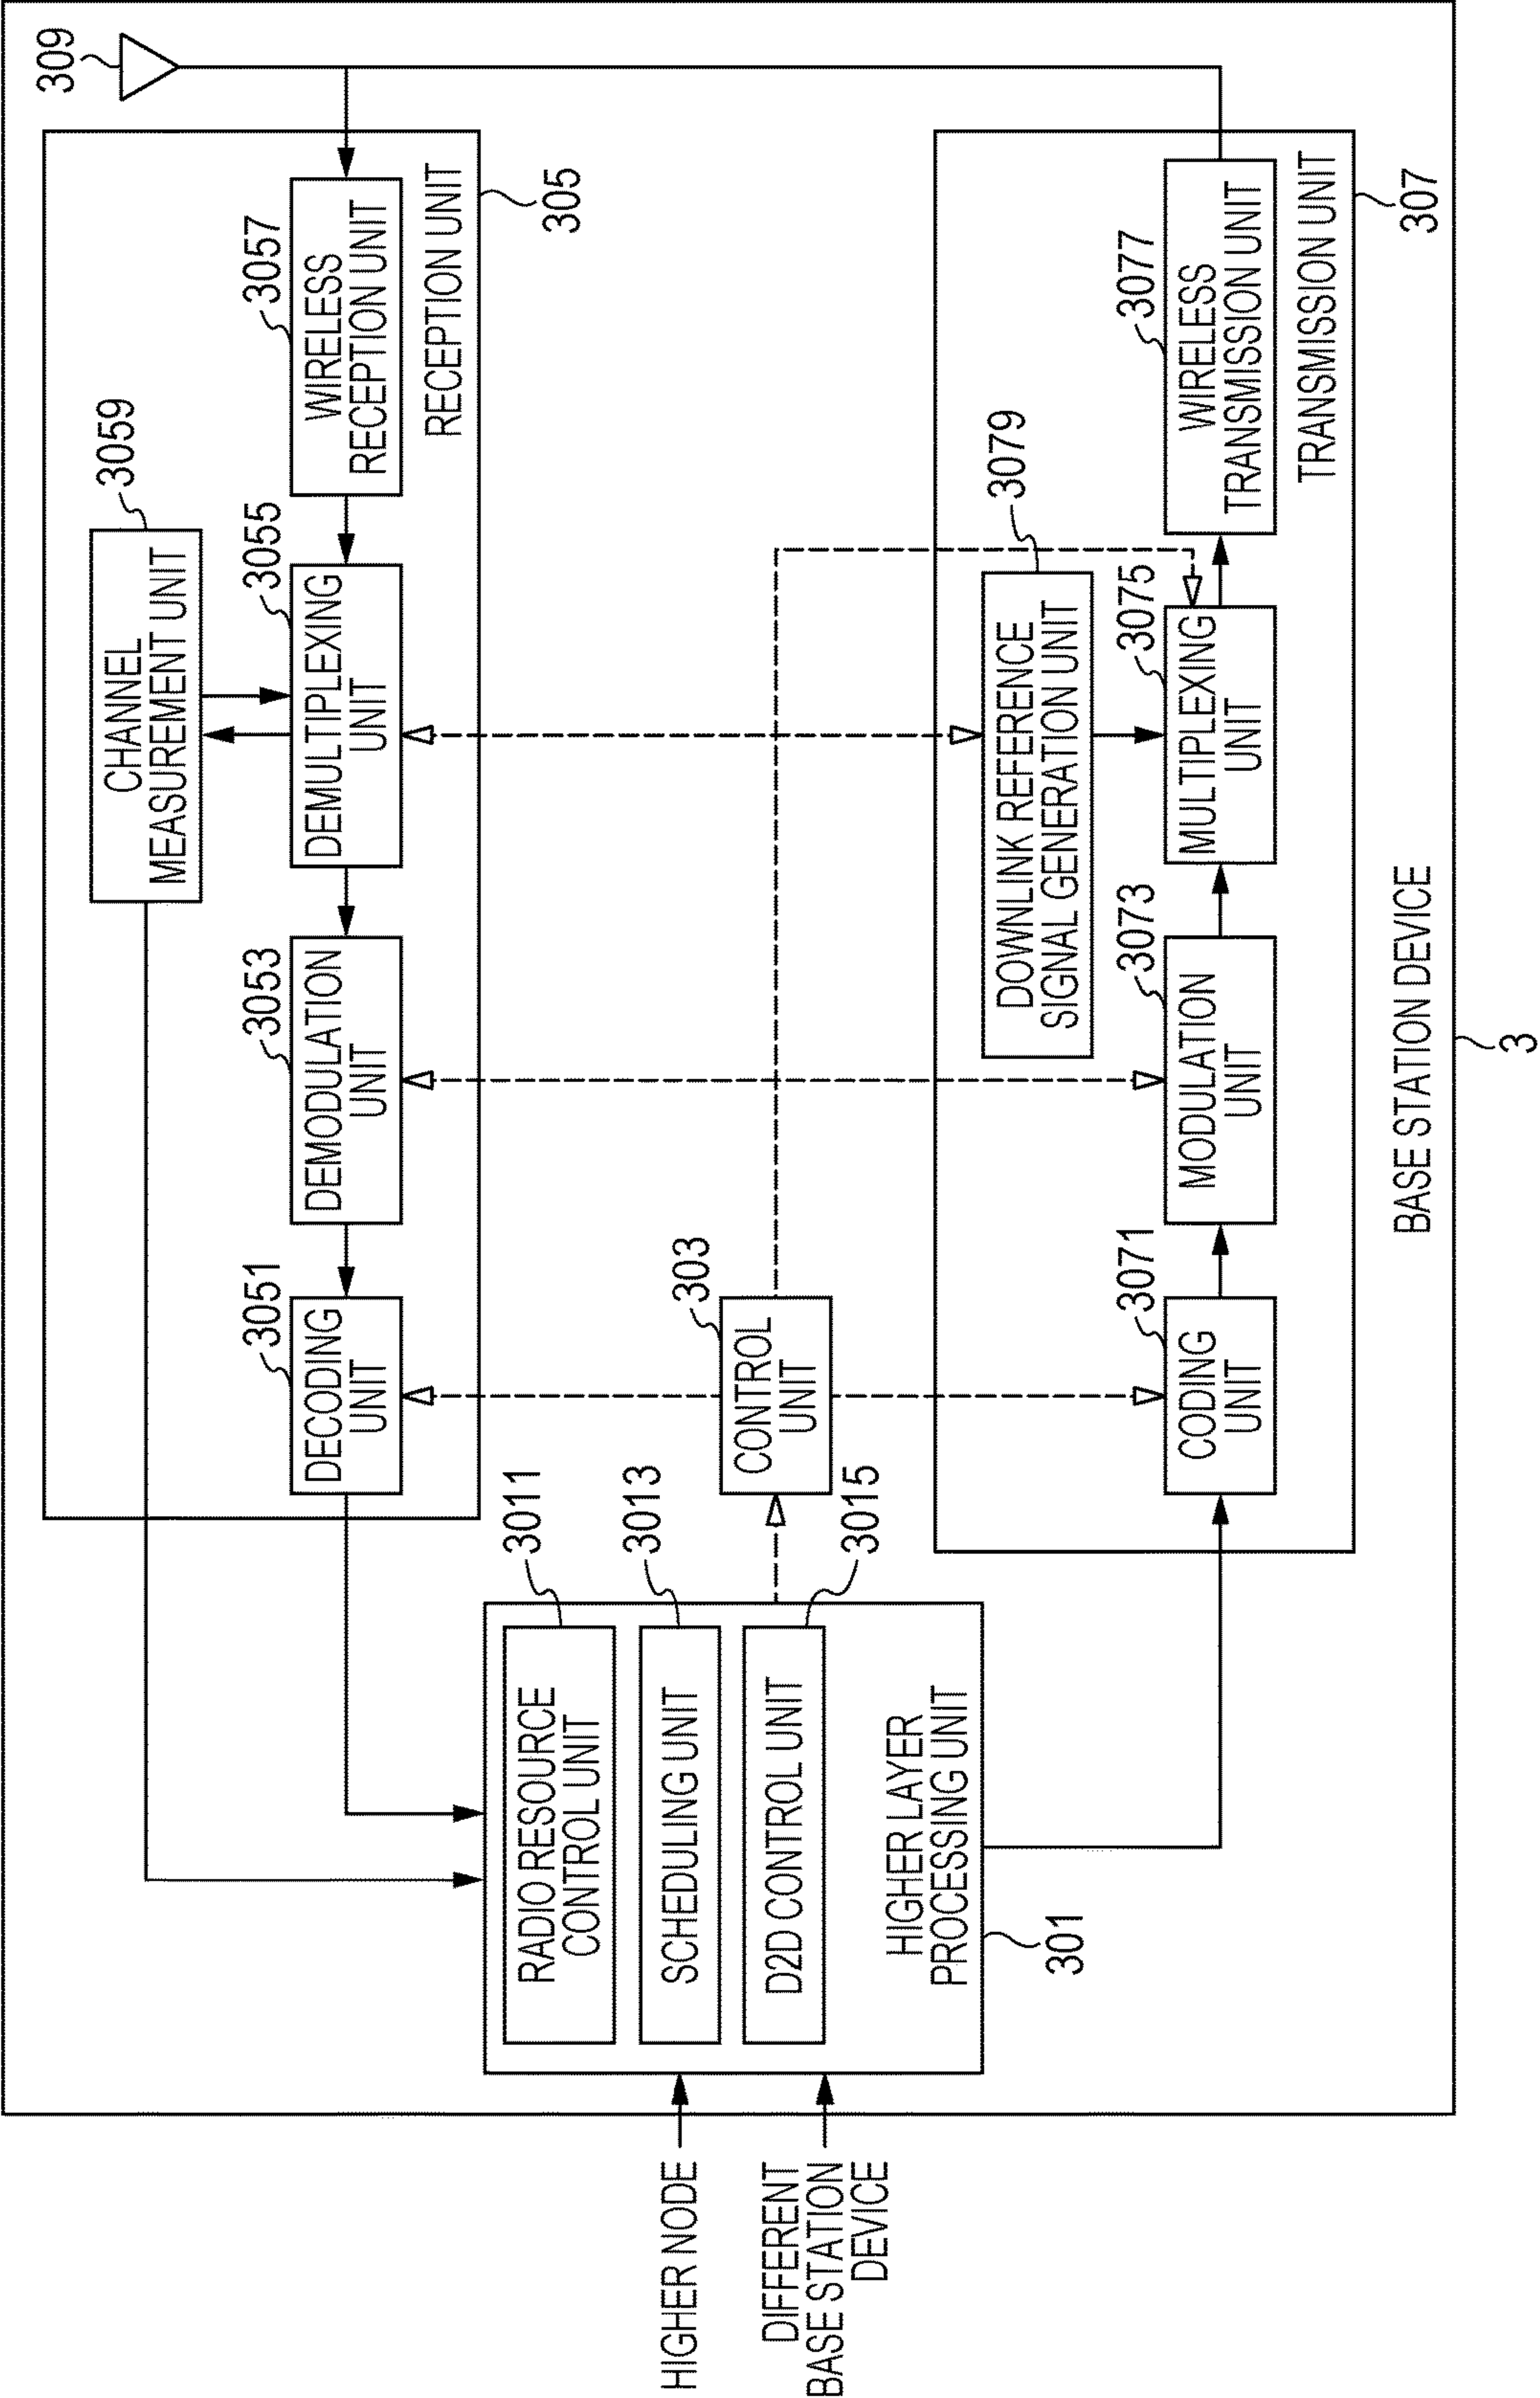 309
3059
CHANNEL
MEASUREMENT UNIT
3051
DECODING
UNIT
3053
DEMODULATION
UNIT
3055
DEMULTIPLEXING
UNIT
3057
WIRELESS
RECEPTION UNIT
RECEPTION UNIT
305
3011
RADIO RESOURCE
CONTROL UNIT
3013
SCHEDULING UNIT
3015
D2D CONTROL UNIT
HIGHER LAYER
PROCESSING UNIT
301
HIGHER NODE
DIFFERENT
BASE STATION
DEVICE
303
CONTROL
UNIT
3079
DOWNLINK REFERENCE
SIGNAL GENERATION UNIT
3071
CODING
UNIT
3073
MODULATION
UNIT
3075
MULTIPLEXING
UNIT
3077
WIRELESS
TRANSMISSION UNIT
TRANSMISSION UNIT
307
BASE STATION DEVICE
3